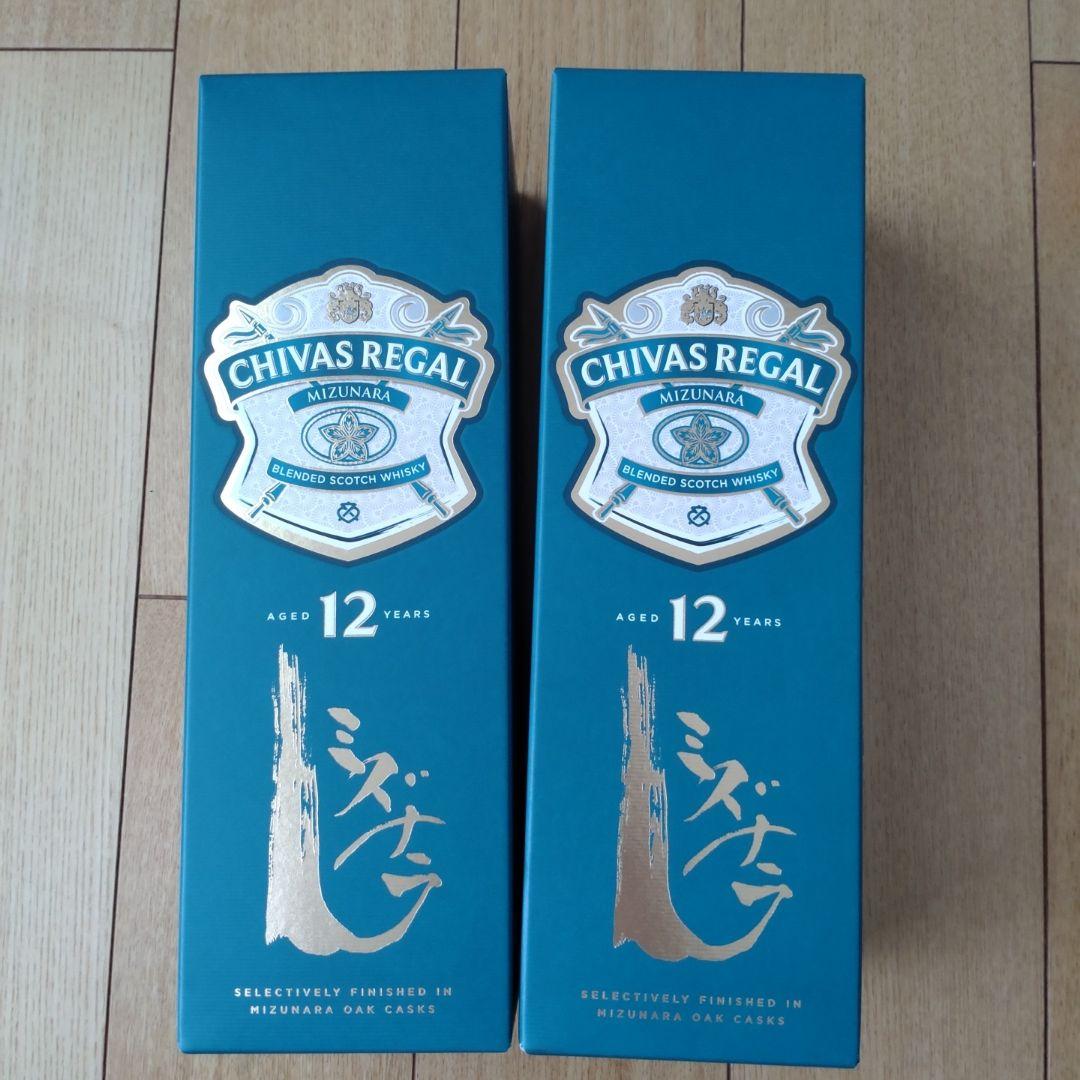 CHIVAS REGAL
MIZUNARA
BLENDED SCOTCH WHISKY
AGED 12 YEARS
ミズナラ
SELECTIVELY FINISHED IN
MIZUNARA OAK CASKS
CHIVAS REGAL
MIZUNARA
BLENDED SCOTCH WHISKY
AGED 12 YEARS
ミズナラ
SELECTIVELY FINISHED IN
MIZUNARA OAK CASKS